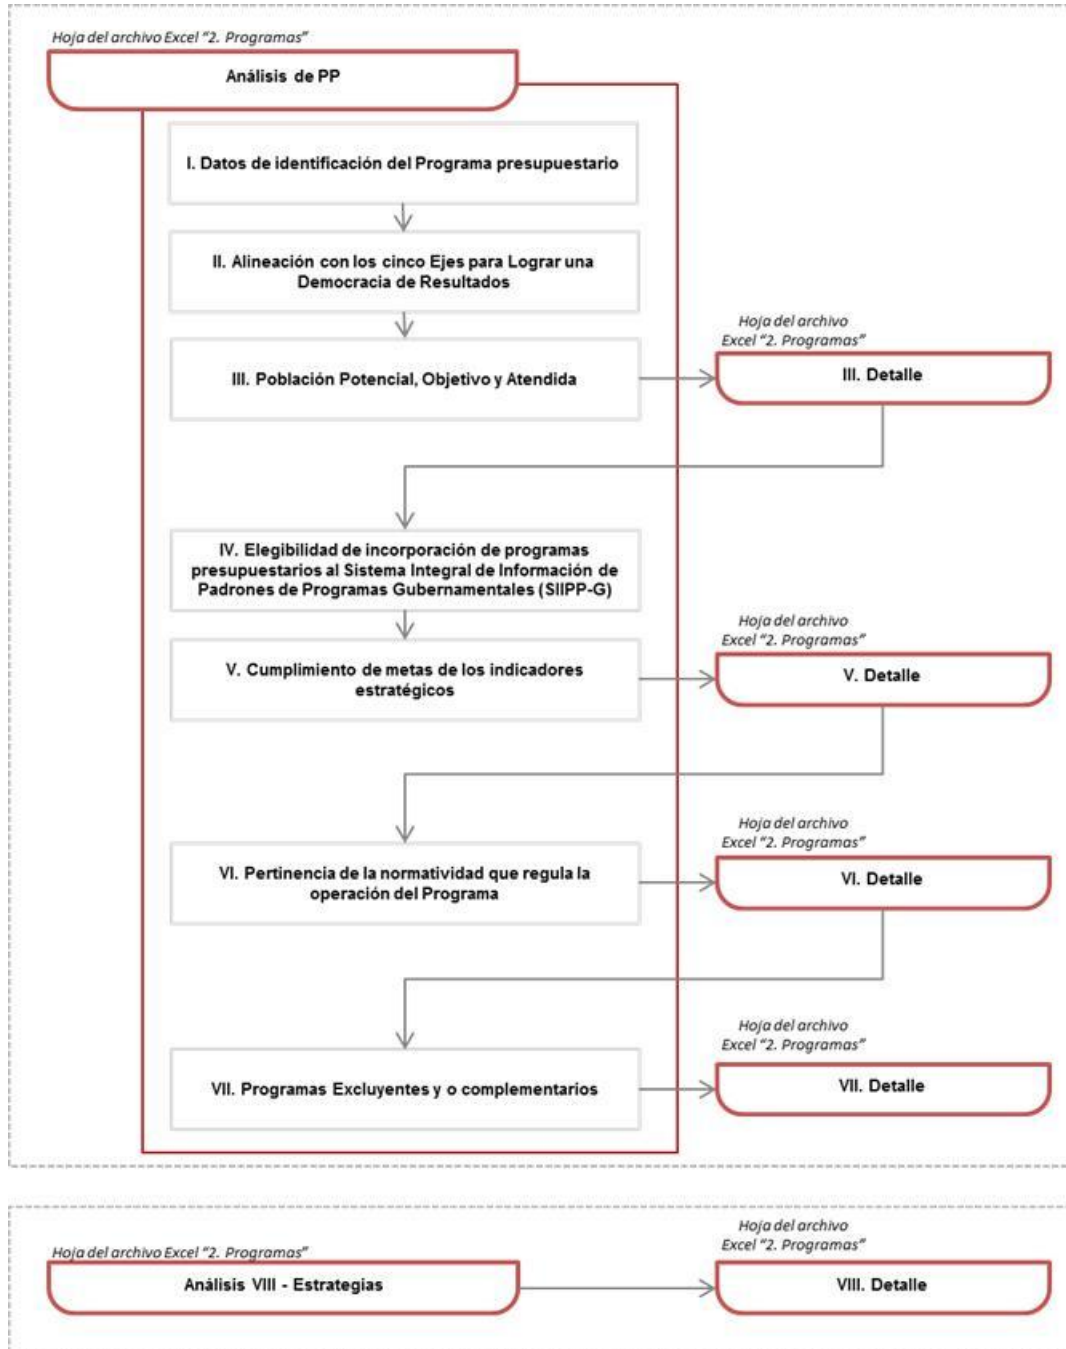 Hoja del archivo Excel "2. Programas"
Análisis de PP
I. Datos de identificación del Programa presupuestario
II. Alineación con los cinco Ejes para Lograr una
Democracia de Resultados
III. Población Potencial, Objetivo y Atendida
Hoja del archivo
Excel "2. Programas"
III. Detalle
IV. Elegibilidad de incorporación de programas
presupuestarios al Sistema Integral de Información de
Padrones de Programas Gubernamentales (SIIPP-G)
V. Cumplimiento de metas de los indicadores
estratégicos
Hoja del archivo
Excel "2. Programas"
V. Detalle
VI. Pertinencia de la normatividad que regula la
operación del Programa
Hoja del archivo
Excel "2. Programas"
VI. Detalle
VII. Programas Excluyentes y o complementarios
Hoja del archivo
Excel "2. Programas"
VII. Detalle
Hoja del archivo Excel "2. Programas"
Análisis VIII - Estrategias
Hoja del archivo
Excel "2. Programas"
VIII. Detalle